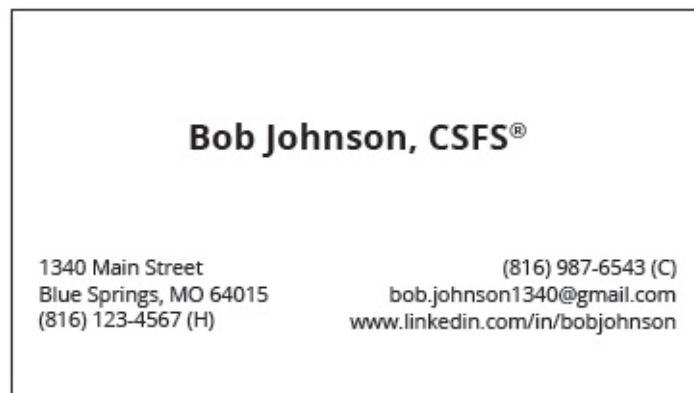 Bob Johnson, CSFS®
1340 Main Street
Blue Springs, MO 64015
(816) 123-4567 (H)
(816) 987-6543 (C)
bob.johnson1340@gmail.com
www.linkedin.com/in/bobjohnson